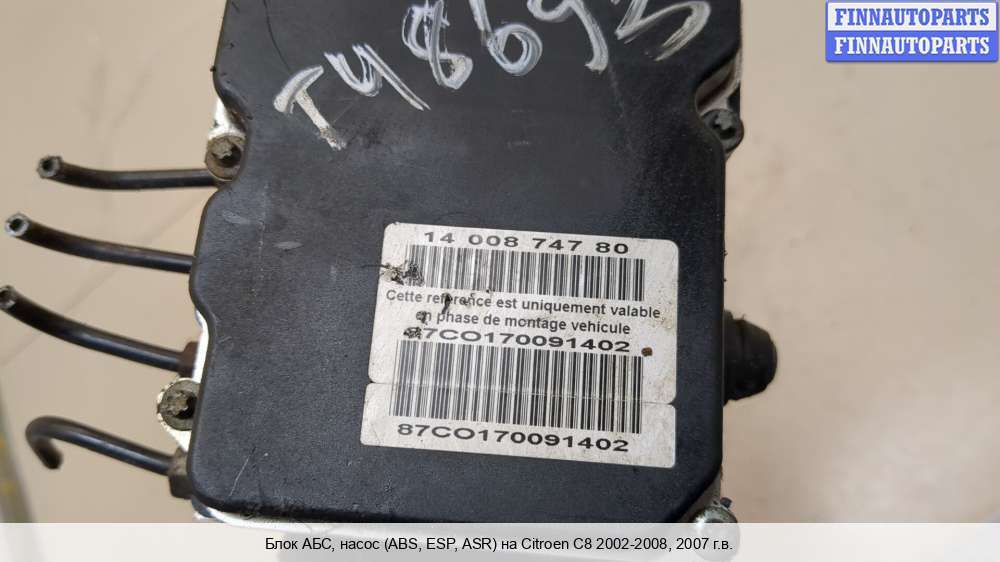 FINNAUTOPARTS
FINNAUTOPARTS
T48693
14 008 747 80
Cette reference est uniquement valable
en phase de montage vehicule
87CO170091402
87CO170091402
Блок АБС, насос (ABS, ESP, ASR) на Citroen C8 2002-2008, 2007 г.в.